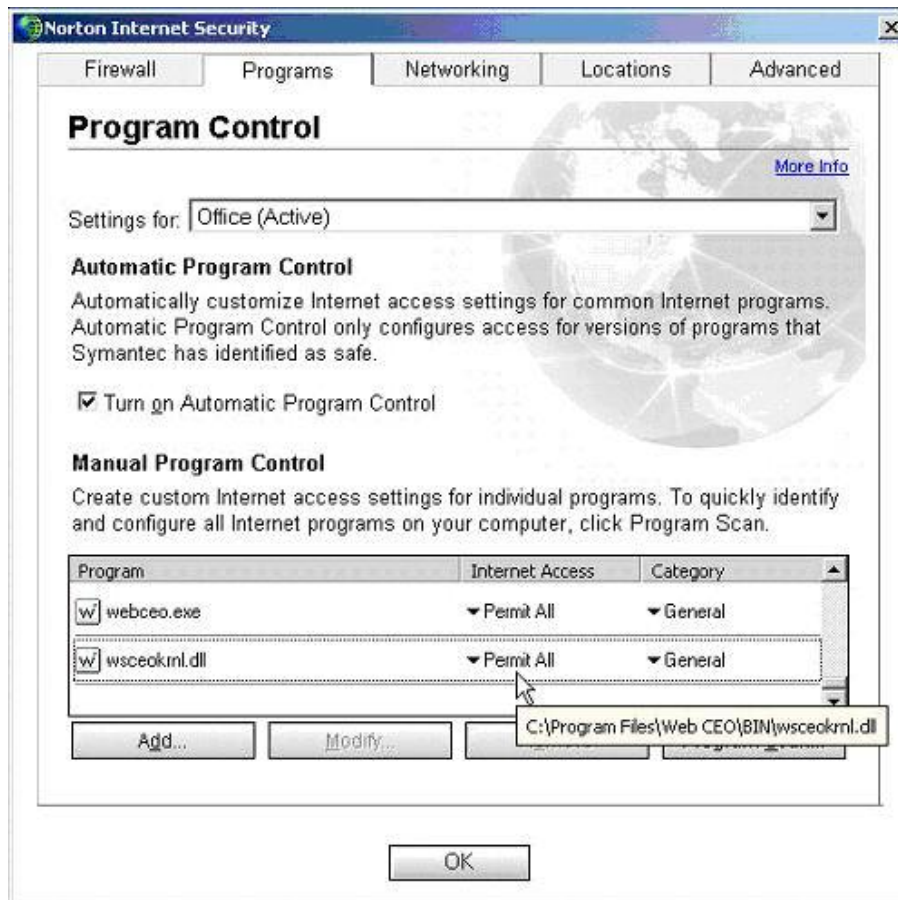 Norton Internet Security
Firewall Programs Networking Locations Advanced
Program Control
More Info
Settings for: Office (Active)
Automatic Program Control
Automatically customize Internet access settings for common Internet programs.
Automatic Program Control only configures access for versions of programs that
Symantec has identified as safe.
Turn on Automatic Program Control
Manual Program Control
Create custom Internet access settings for individual programs. To quickly identify
and configure all Internet programs on your computer, click Program Scan.
Program Internet Access Category
webceo.exe Permit All General
wsceokrnl.dll Permit All General
C:\Program Files\Web CEO\BIN\wsceokrnl.dll
Add... Modify...
OK